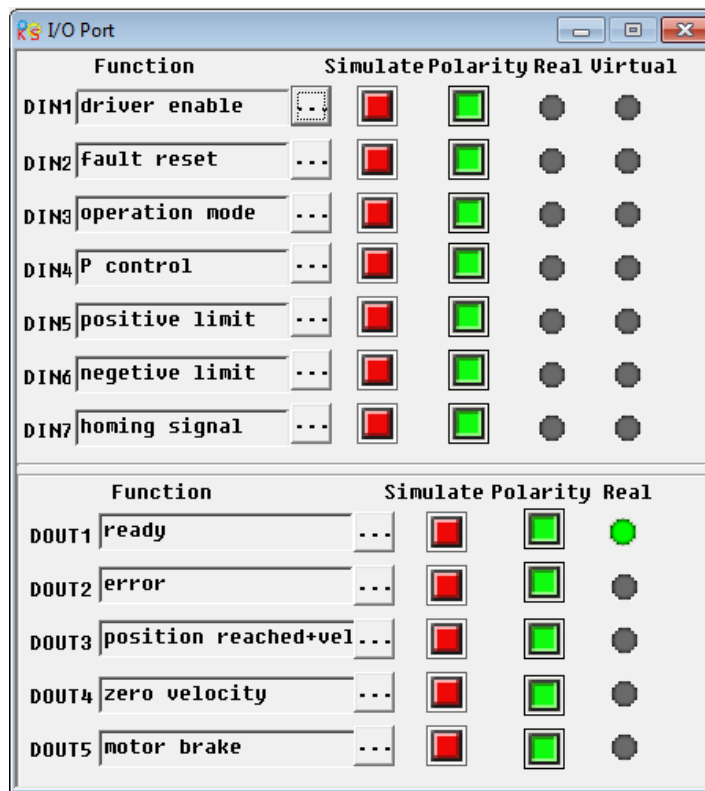 I/O Port
Function Simulate Polarity Real Virtual
DIN1 driver enable ...
DIN2 fault reset ...
DIN3 operation mode ...
DIN4 P control ...
DIN5 positive limit ...
DIN6 negetive limit ...
DIN7 homing signal ...
Function Simulate Polarity Real
DOUT1 ready ...
DOUT2 error ...
DOUT3 position reached+vel ...
DOUT4 zero velocity ...
DOUT5 motor brake ...